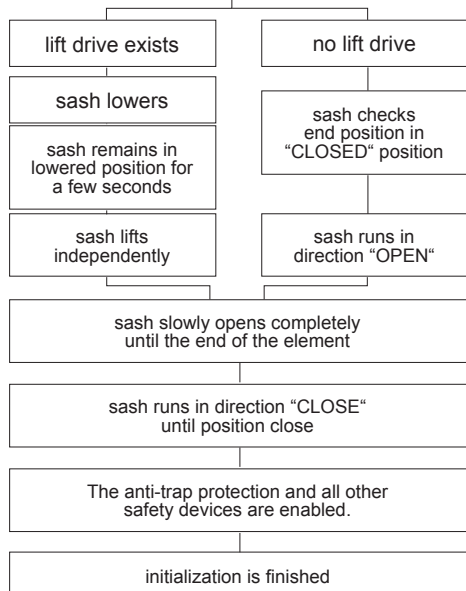 lift drive exists
no lift drive
sash lowers
sash remains in
lowered position for
a few seconds
sash lifts
independently
sash checks
end position in
“CLOSED“ position
sash runs in
direction “OPEN“
sash slowly opens completely
until the end of the element
sash runs in direction “CLOSE“
until position close
The anti-trap protection and all other
safety devices are enabled.
initialization is finished